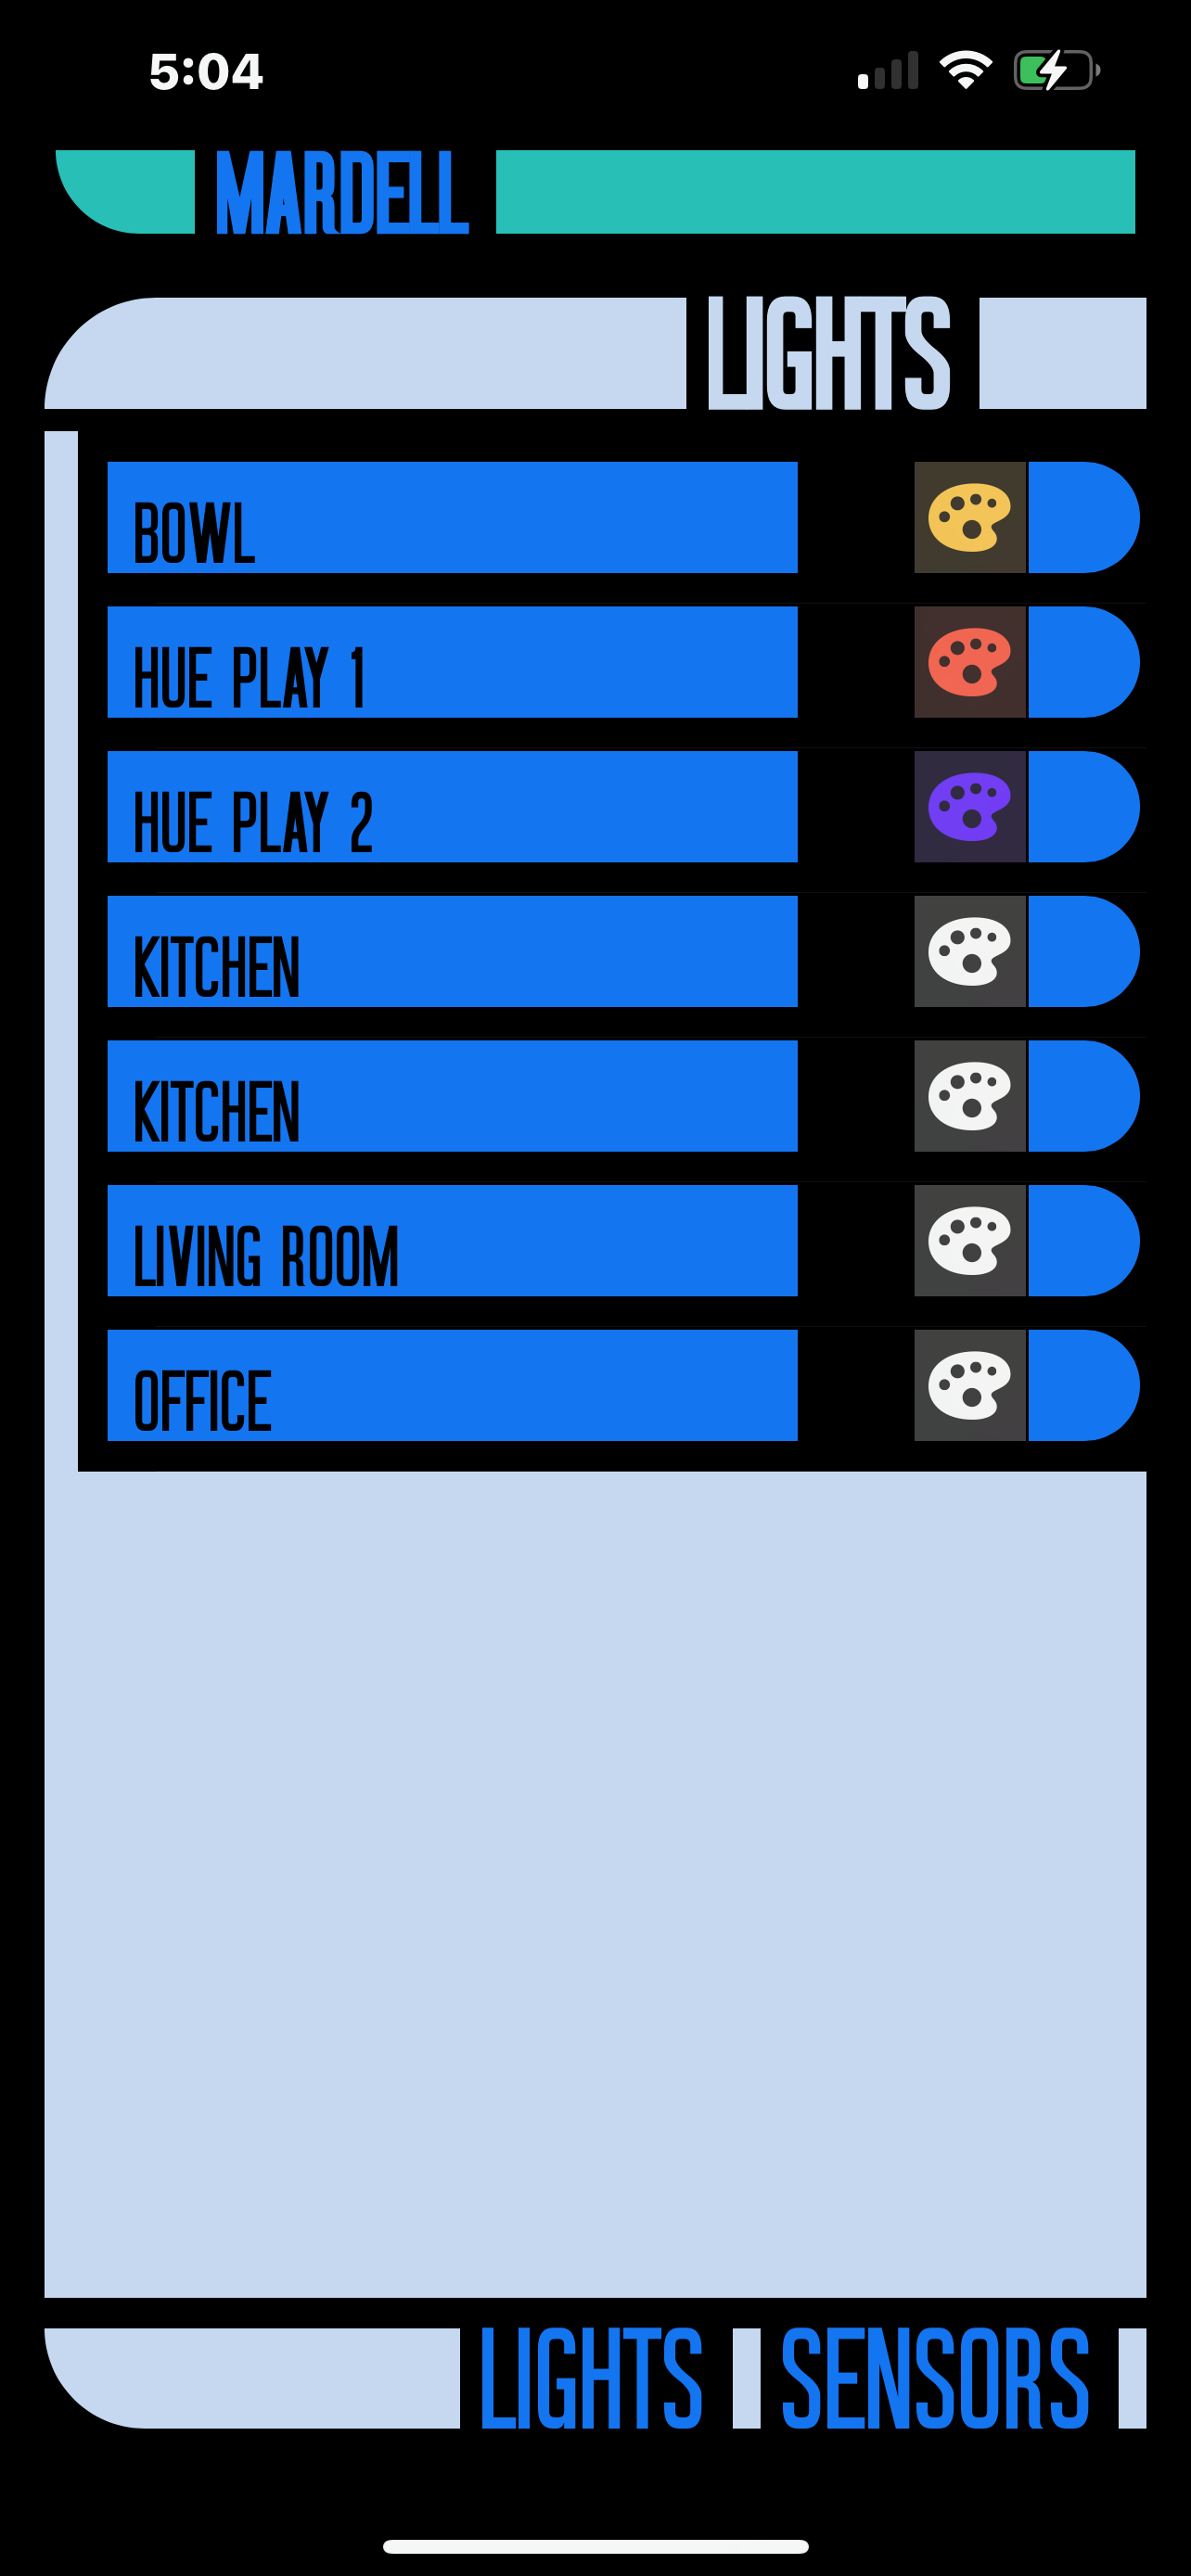 5:04
MARDELL
LIGHTS
BOWL
HUE PLAY 1
HUE PLAY 2
KITCHEN
KITCHEN
LIVING ROOM
OFFICE
LIGHTS SENSORS